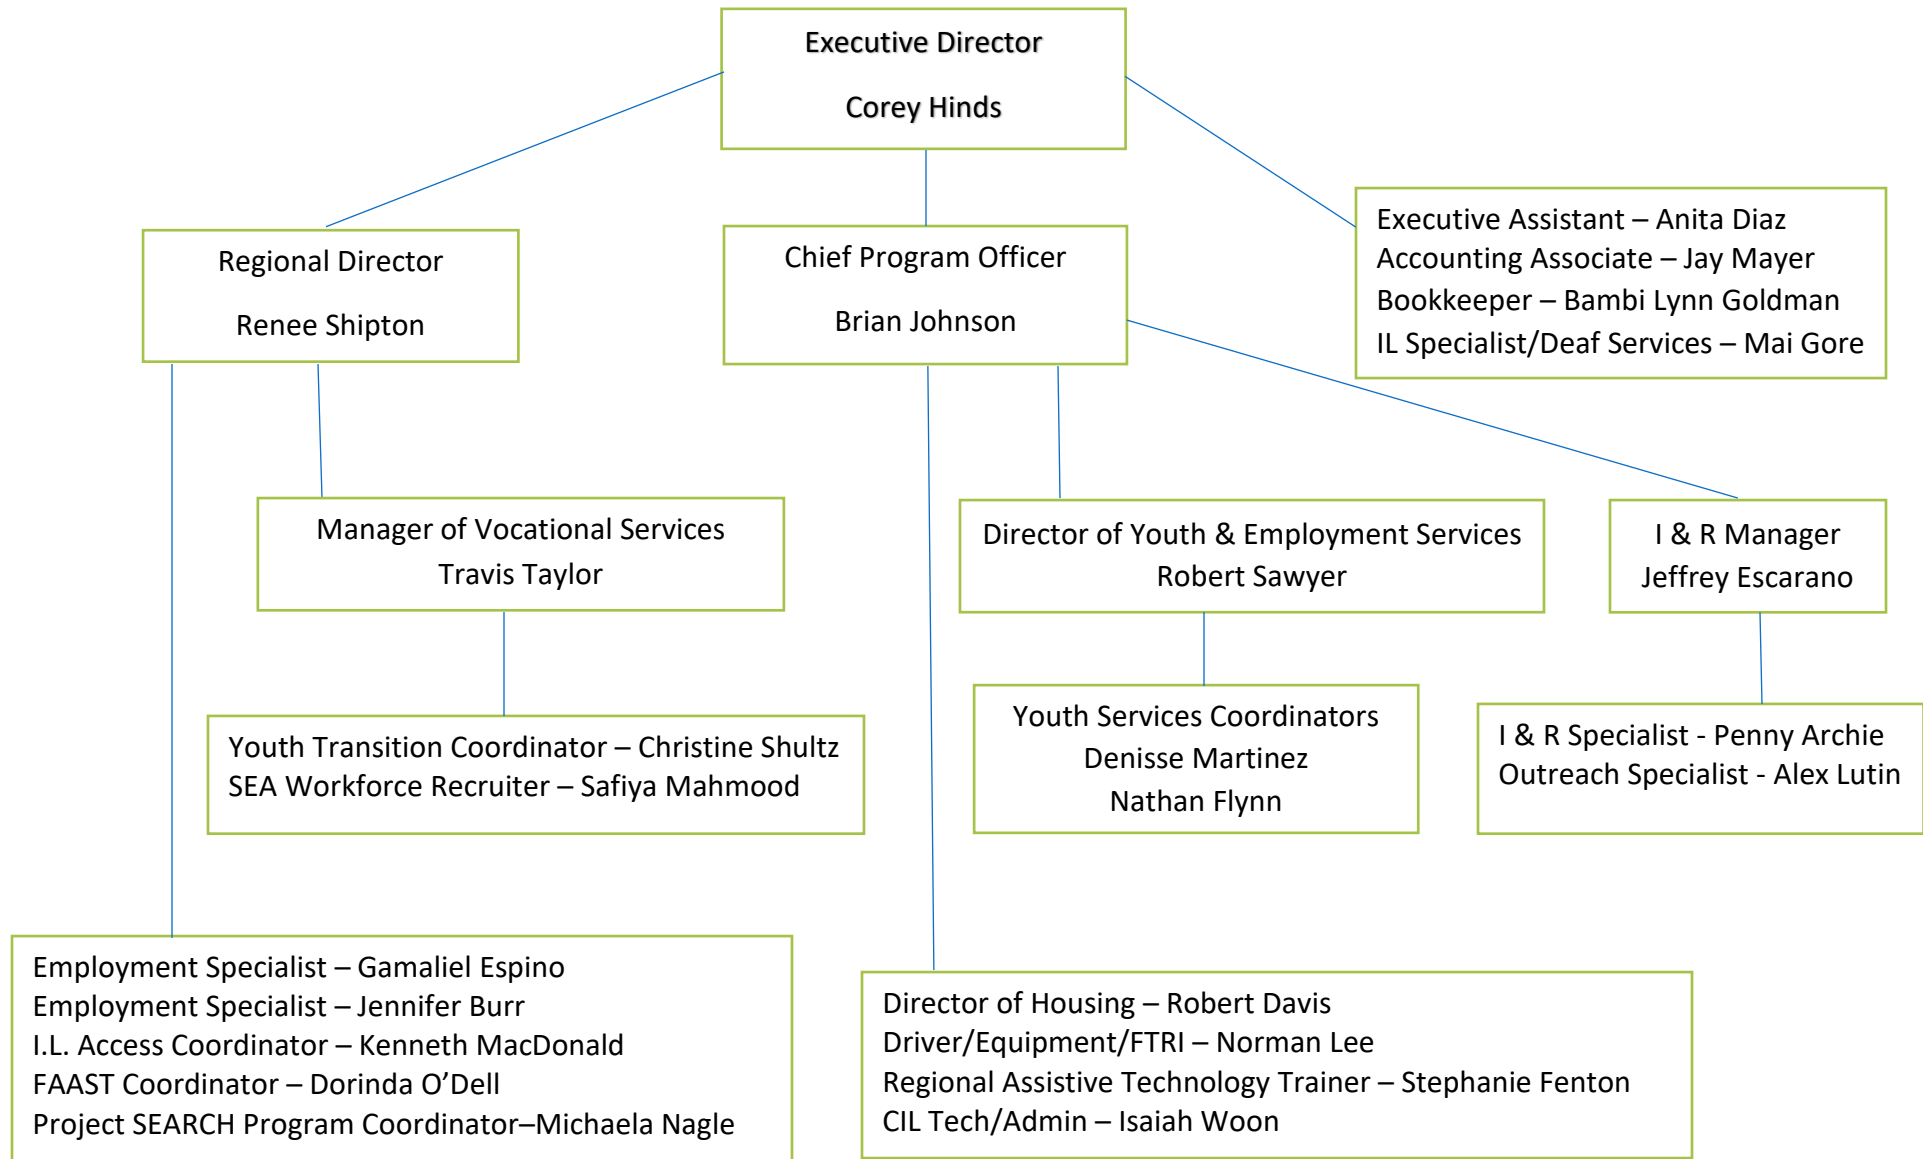 Executive Director
Corey Hinds
Executive Assistant – Anita Diaz
Accounting Associate – Jay Mayer
Bookkeeper – Bambi Lynn Goldman
IL Specialist/Deaf Services – Mai Gore
Regional Director
Renee Shipton
Chief Program Officer
Brian Johnson
Manager of Vocational Services
Travis Taylor
Director of Youth & Employment Services
Robert Sawyer
I & R Manager
Jeffrey Escarano
Youth Transition Coordinator – Christine Shultz
SEA Workforce Recruiter – Safiya Mahmood
Youth Services Coordinators
Denisse Martinez
Nathan Flynn
I & R Specialist - Penny Archie
Outreach Specialist - Alex Lutin
Employment Specialist – Gamaliel Espino
Employment Specialist – Jennifer Burr
I.L. Access Coordinator – Kenneth MacDonald
FAAST Coordinator – Dorinda O’Dell
Project SEARCH Program Coordinator–Michaela Nagle
Director of Housing – Robert Davis
Driver/Equipment/FTRI – Norman Lee
Regional Assistive Technology Trainer – Stephanie Fenton
CIL Tech/Admin – Isaiah Woon